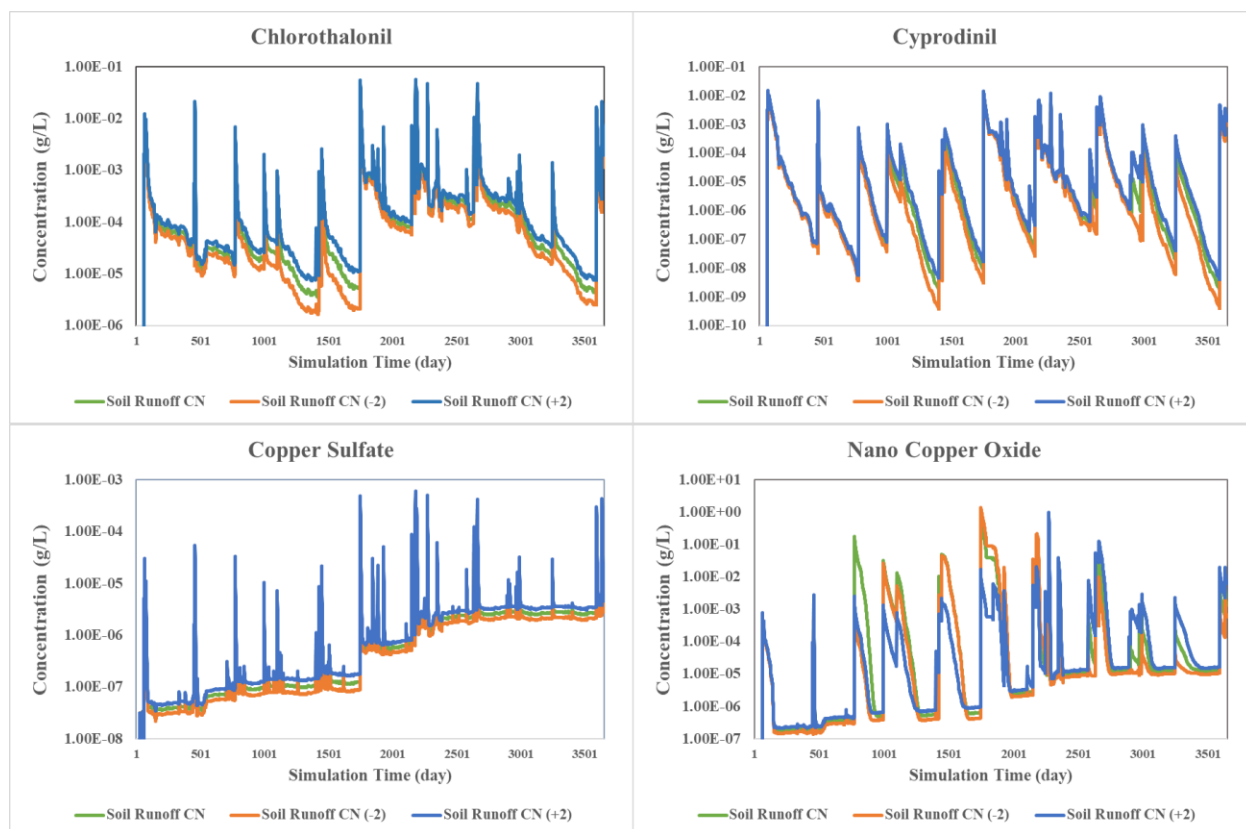 Chlorothalonil
Concentration (g/L)
1.00E-01
1.00E-02
1.00E-03
1.00E-04
1.00E-05
1.00E-06
1 501 1001 1501 2001 2501 3001 3501
Simulation Time (day)
Soil Runoff CN Soil Runoff CN (-2) Soil Runoff CN (+2)
Cyprodinil
Concentration (g/L)
1.00E-01
1.00E-02
1.00E-03
1.00E-04
1.00E-05
1.00E-06
1.00E-07
1.00E-08
1.00E-09
1.00E-10
1 501 1001 1501 2001 2501 3001 3501
Simulation Time (day)
Soil Runoff CN Soil Runoff CN (-2) Soil Runoff CN (+2)
Copper Sulfate
Concentration (g/L)
1.00E-03
1.00E-04
1.00E-05
1.00E-06
1.00E-07
1.00E-08
1 501 1001 1501 2001 2501 3001 3501
Simulation Time (day)
Soil Runoff CN Soil Runoff CN (-2) Soil Runoff CN (+2)
Nano Copper Oxide
Concentration (g/L)
1.00E+01
1.00E+00
1.00E-01
1.00E-02
1.00E-03
1.00E-04
1.00E-05
1.00E-06
1.00E-07
1 501 1001 1501 2001 2501 3001 3501
Simulation Time (day)
Soil Runoff CN Soil Runoff CN (-2) Soil Runoff CN (+2)